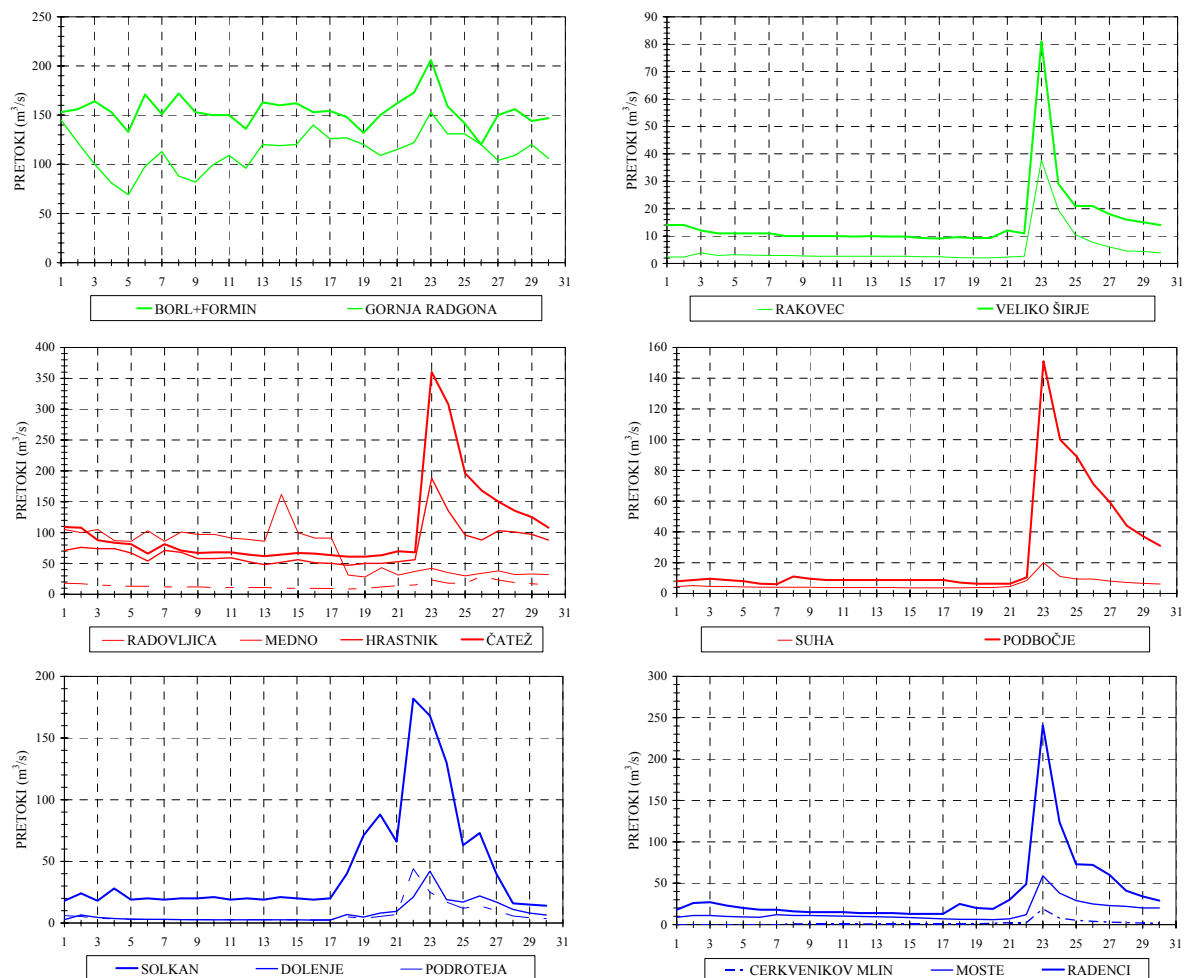 PRETOKI (m³/s)
250
200
150
100
50
0
1 3 5 7 9 11 13 15 17 19 21 23 25 27 29 31
BORL+FORMIN GORNJA RADGONA
PRETOKI (m³/s)
90
80
70
60
50
40
30
20
10
0
1 3 5 7 9 11 13 15 17 19 21 23 25 27 29 31
RAKOVEC VELIKO ŠIRJE
PRETOKI (m³/s)
400
350
300
250
200
150
100
50
0
1 3 5 7 9 11 13 15 17 19 21 23 25 27 29 31
RADOVLJICA MEDNO HRASTNIK ČATEŽ
PRETOKI (m³/s)
160
140
120
100
80
60
40
20
0
1 3 5 7 9 11 13 15 17 19 21 23 25 27 29 31
SUHA PODBOČJE
PRETOKI (m³/s)
200
150
100
50
0
1 3 5 7 9 11 13 15 17 19 21 23 25 27 29 31
SOLKAN DOLENJE PODROTEJA
PRETOKI (m³/s)
300
250
200
150
100
50
0
1 3 5 7 9 11 13 15 17 19 21 23 25 27 29 31
CERKVENIKOV MLIN MOSTE RADENCI